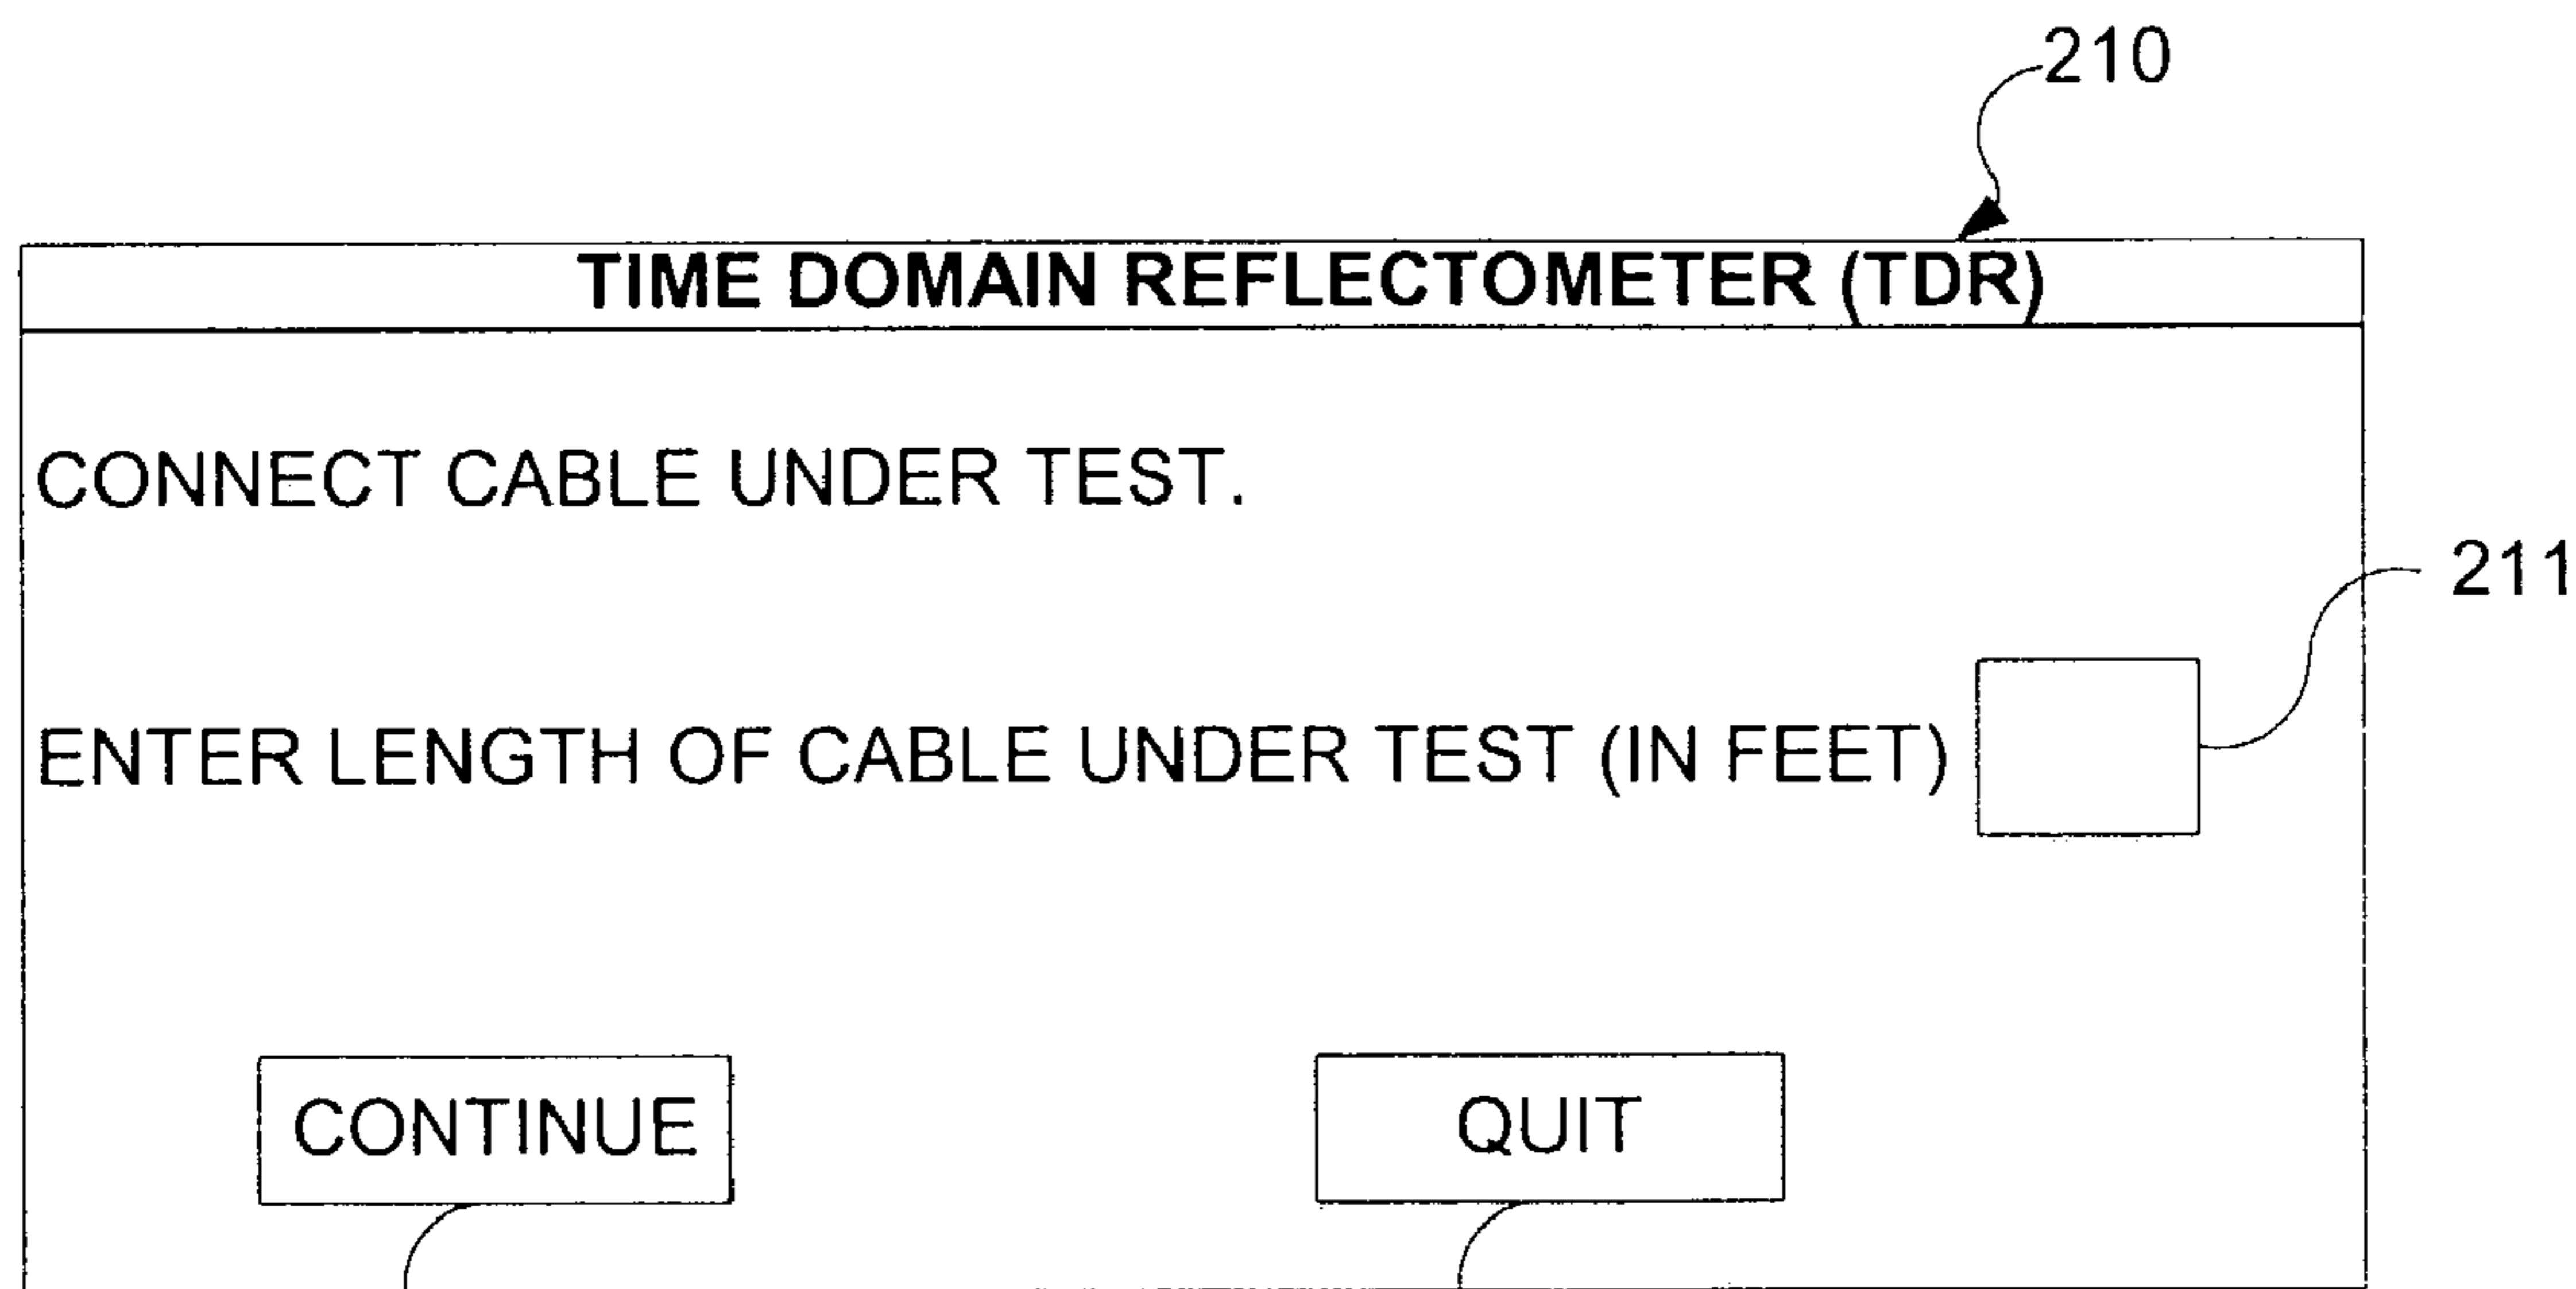 210
TIME DOMAIN REFLECTOMETER (TDR)
CONNECT CABLE UNDER TEST.
211
ENTER LENGTH OF CABLE UNDER TEST (IN FEET)
CONTINUE QUIT